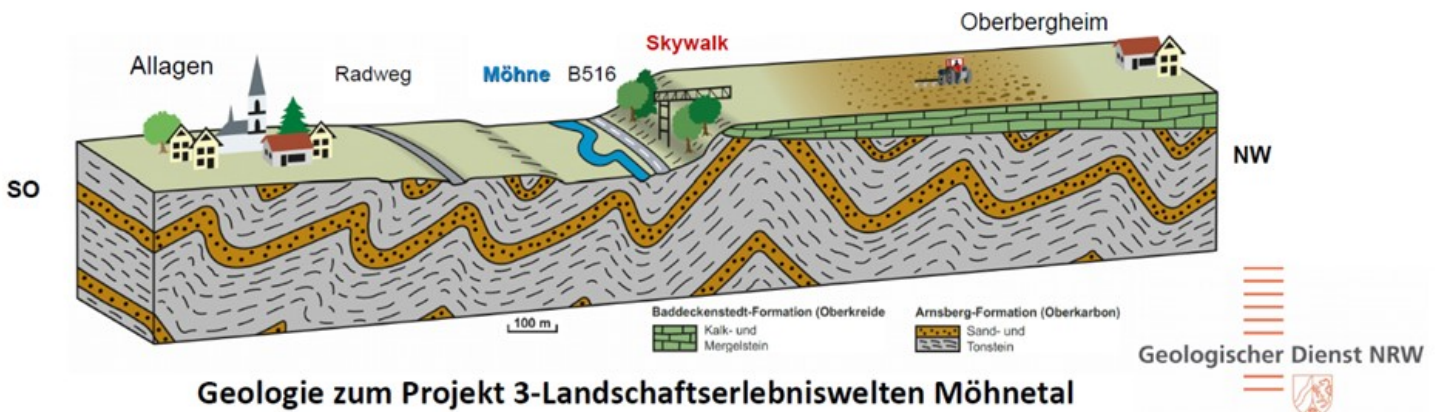 Oberbergheim
Skywalk
Allagen
Radweg
Möhne
B516
SO
NW
100 m
Baddeckenstedt-Formation (Oberkreide
Kalk- und
Mergelstein
Arnsberg-Formation (Oberkarbon)
Sand- und
Tonstein
Geologischer Dienst NRW
Geologie zum Projekt 3-Landschaftserlebniswelten Möhnetal